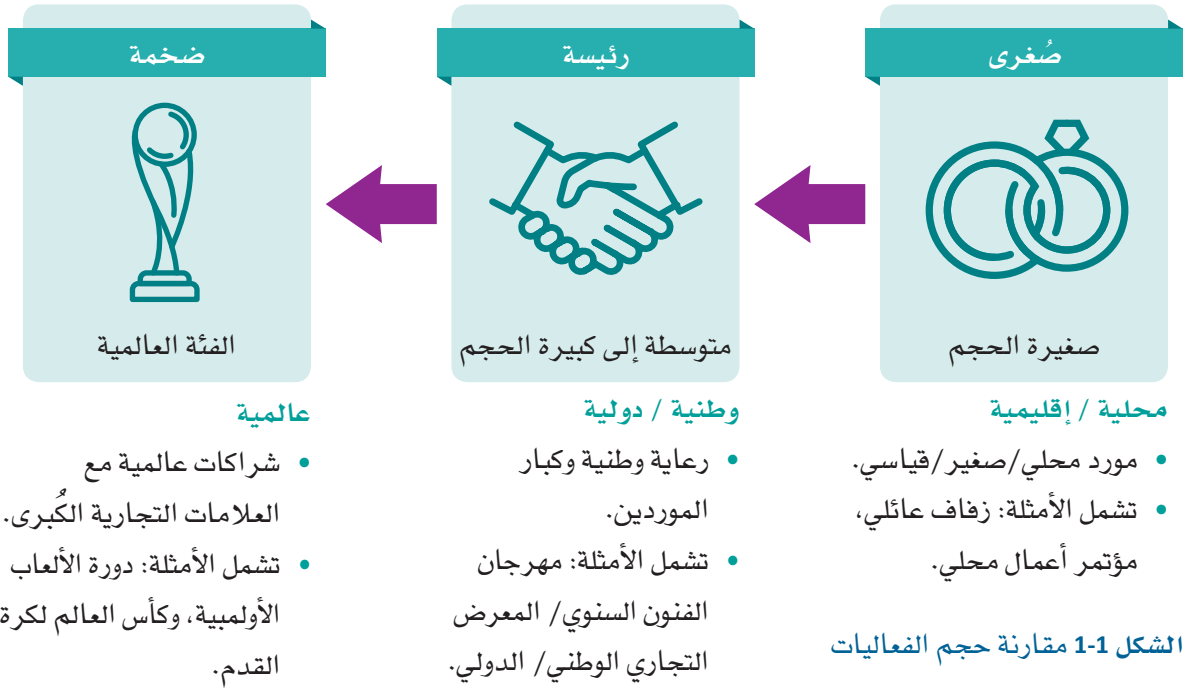 صُغرى
صغيرة الحجم
محلية / إقليمية
• مورد محلي/صغير/قياسي.
• تشمل الأمثلة: زفاف عائلي،
مؤتمر أعمال محلي.
رئيسة
متوسطة إلى كبيرة الحجم
وطنية / دولية
• رعاية وطنية وكبار
الموردين.
• تشمل الأمثلة: مهرجان
الفنون السنوي/ المعرض
التجاري الوطني/ الدولي.
ضخمة
الفئة العالمية
عالمية
• شراكات عالمية مع
العلامات التجارية الكُبرى.
• تشمل الأمثلة: دورة الألعاب
الأولمبية، وكأس العالم لكرة
القدم.
الشكل 1-1 مقارنة حجم الفعاليات